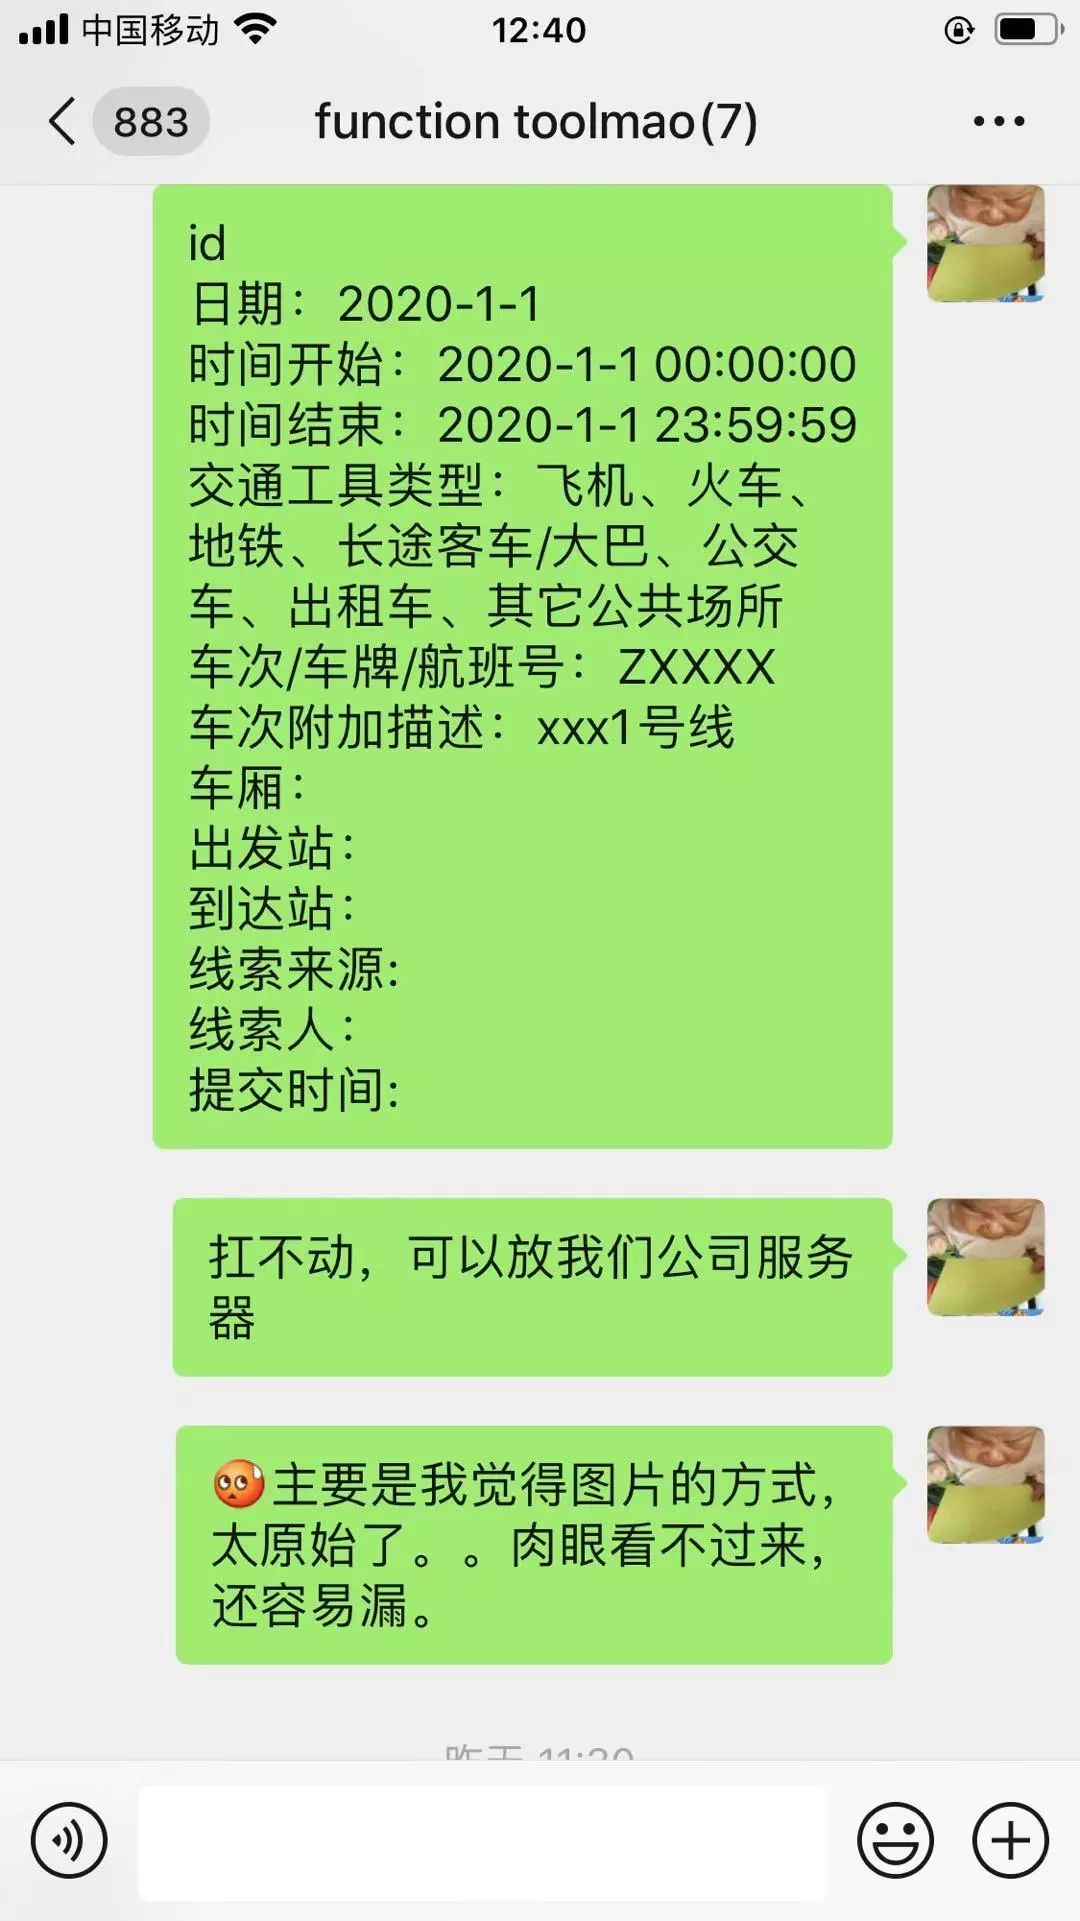 中国移动
12:40
883
function toolmao(7)
id
日期：2020-1-1
时间开始：2020-1-1 00:00:00
时间结束：2020-1-1 23:59:59
交通工具类型：飞机、火车、
地铁、长途客车/大巴、公交
车、出租车、其它公共场所
车次/车牌/航班号：ZXXXX
车次附加描述：xxx1号线
车厢：
出发站：
到达站：
线索来源:
线索人：
提交时间:
扛不动，可以放我们公司服务
器
主要是我觉得图片的方式，
太原始了。。肉眼看不过来，
还容易漏。